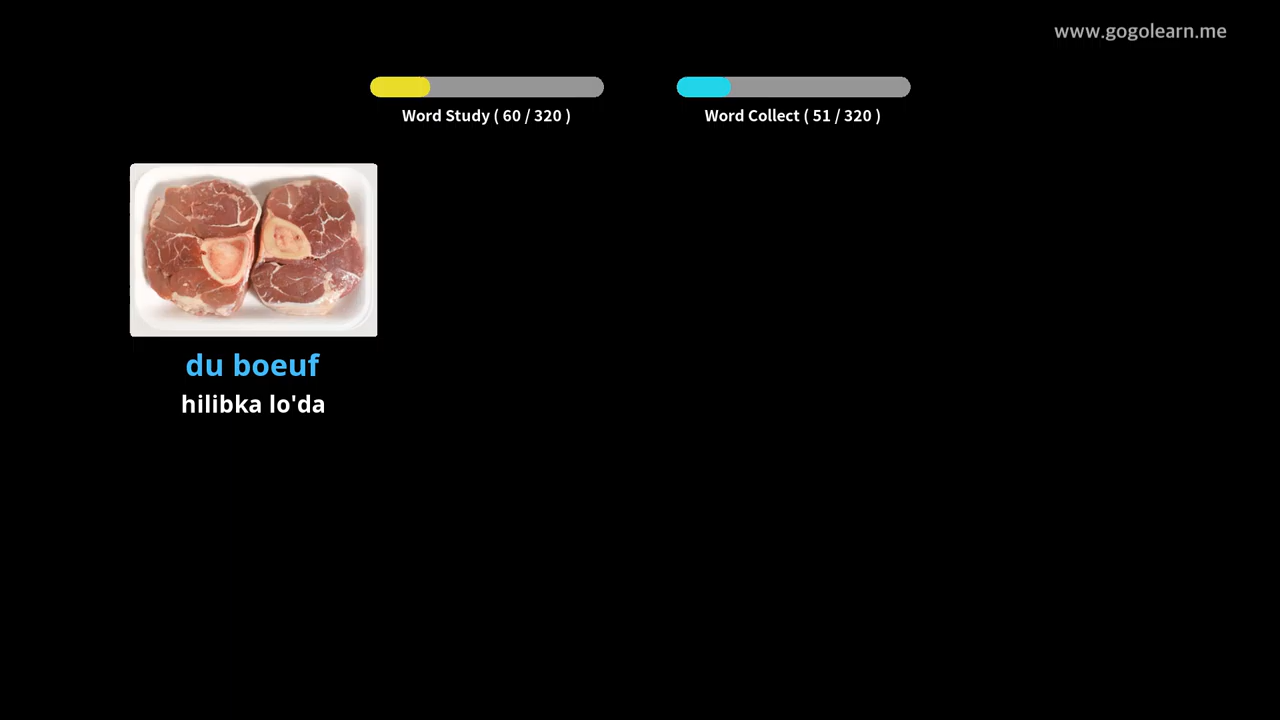 www.gogolearn.me
Word Study ( 60 / 320 )
Word Collect ( 51 / 320 )
du boeuf
hilibka lo'da